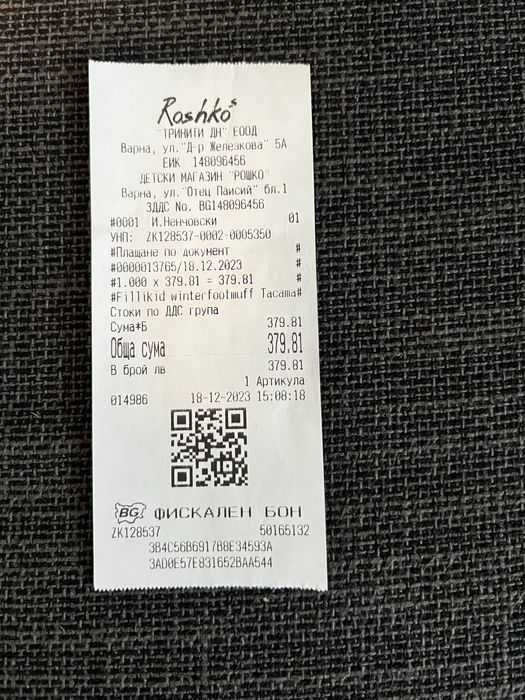 Roshko's
"ТРИНИТИ ДН" ЕООД
Варна, ул."Д-р Железкова" 5А
ЕИК 148096456
ДЕТСКИ МАГАЗИН "РОШКО"
Варна, ул."Отец Паисий" бл.1
ЗДДС No. BG148096456
#0001 И.Ненчовски 01
УНП: ZK128537-0002-0005350
#Плащане по документ #
#0000013765/18.12.2023 #
#1.000 x 379.81 = 379.81 #
#Fillikid winterfootmuff Tacama#
Стоки по ДДС група
Сума*Б 379.81
Обща сума 379.81
В брой лв 379.81
1 Артикула
014986 18-12-2023 15:08:18
BG ФИСКАЛЕН БОН
ZK128537 50165132
3B4C56B6917B8E34593A
3AD0E57E831652BAA544